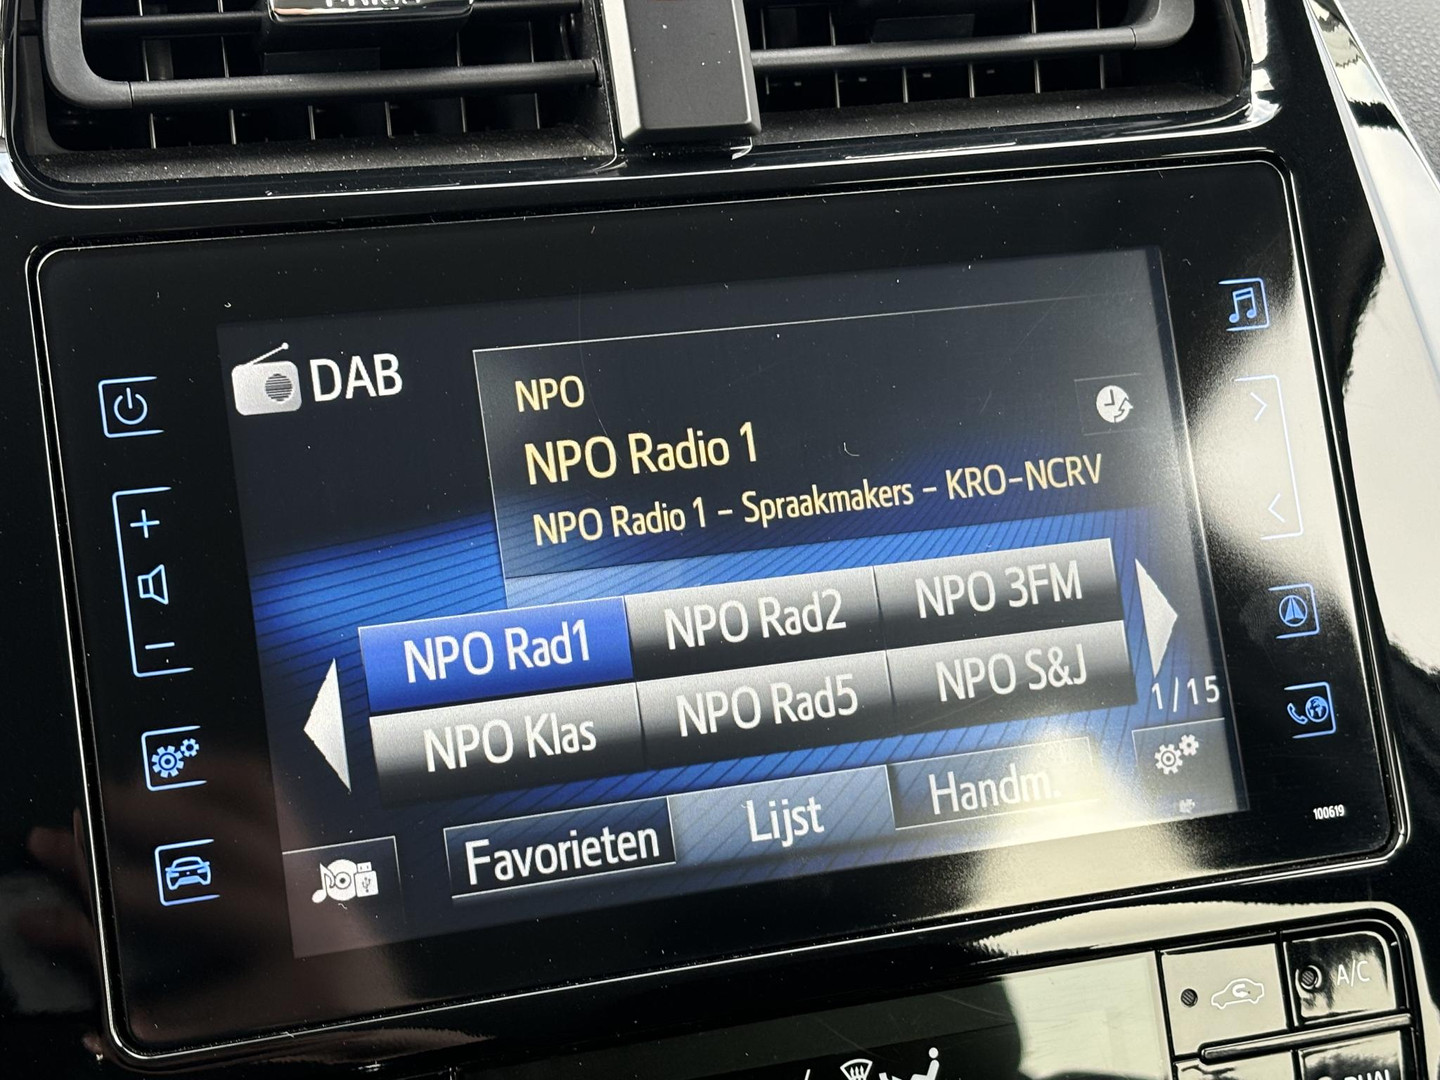 DAB
NPO
NPO Radio 1
NPO Radio 1 - Spraakmakers - KRO-NCRV
NPO Rad1 NPO Rad2 NPO 3FM
NPO Klas NPO Rad5 NPO S&J
1/15
Favorieten Lijst Handm.
100619
A/C